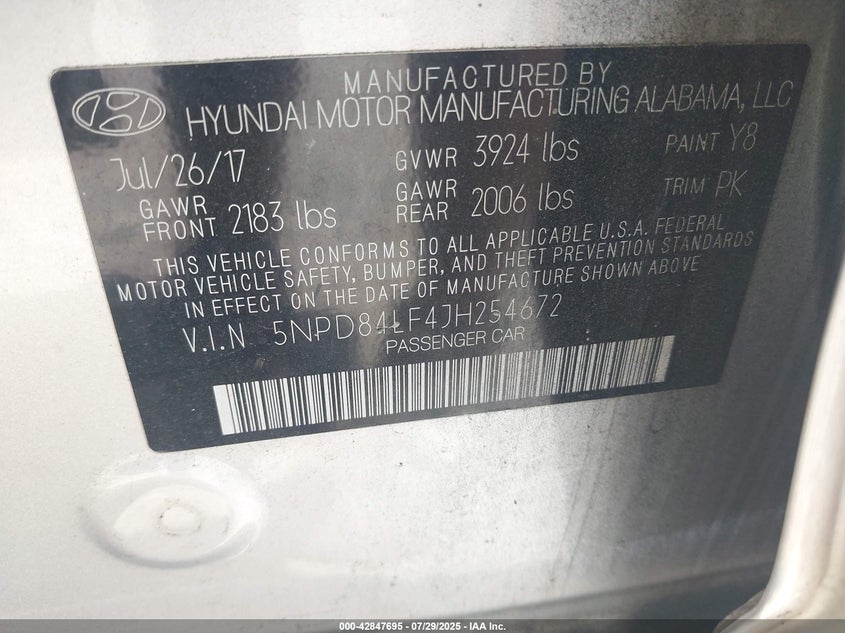 MANUFACTURED BY
HYUNDAI MOTOR MANUFACTURING ALABAMA, LLC
Jul/26/17 GVWR 3924 lbs PAINT Y8
GAWR FRONT 2183 lbs GAWR REAR 2006 lbs TRIM PK
THIS VEHICLE CONFORMS TO ALL APPLICABLE U.S.A. FEDERAL
MOTOR VEHICLE SAFETY, BUMPER, AND THEFT PREVENTION STANDARDS
IN EFFECT ON THE DATE OF MANUFACTURE SHOWN ABOVE
V.I.N 5NPD84LF4JH254672
PASSENGER CAR
000-42847695 - 07/29/2025 - IAA Inc.